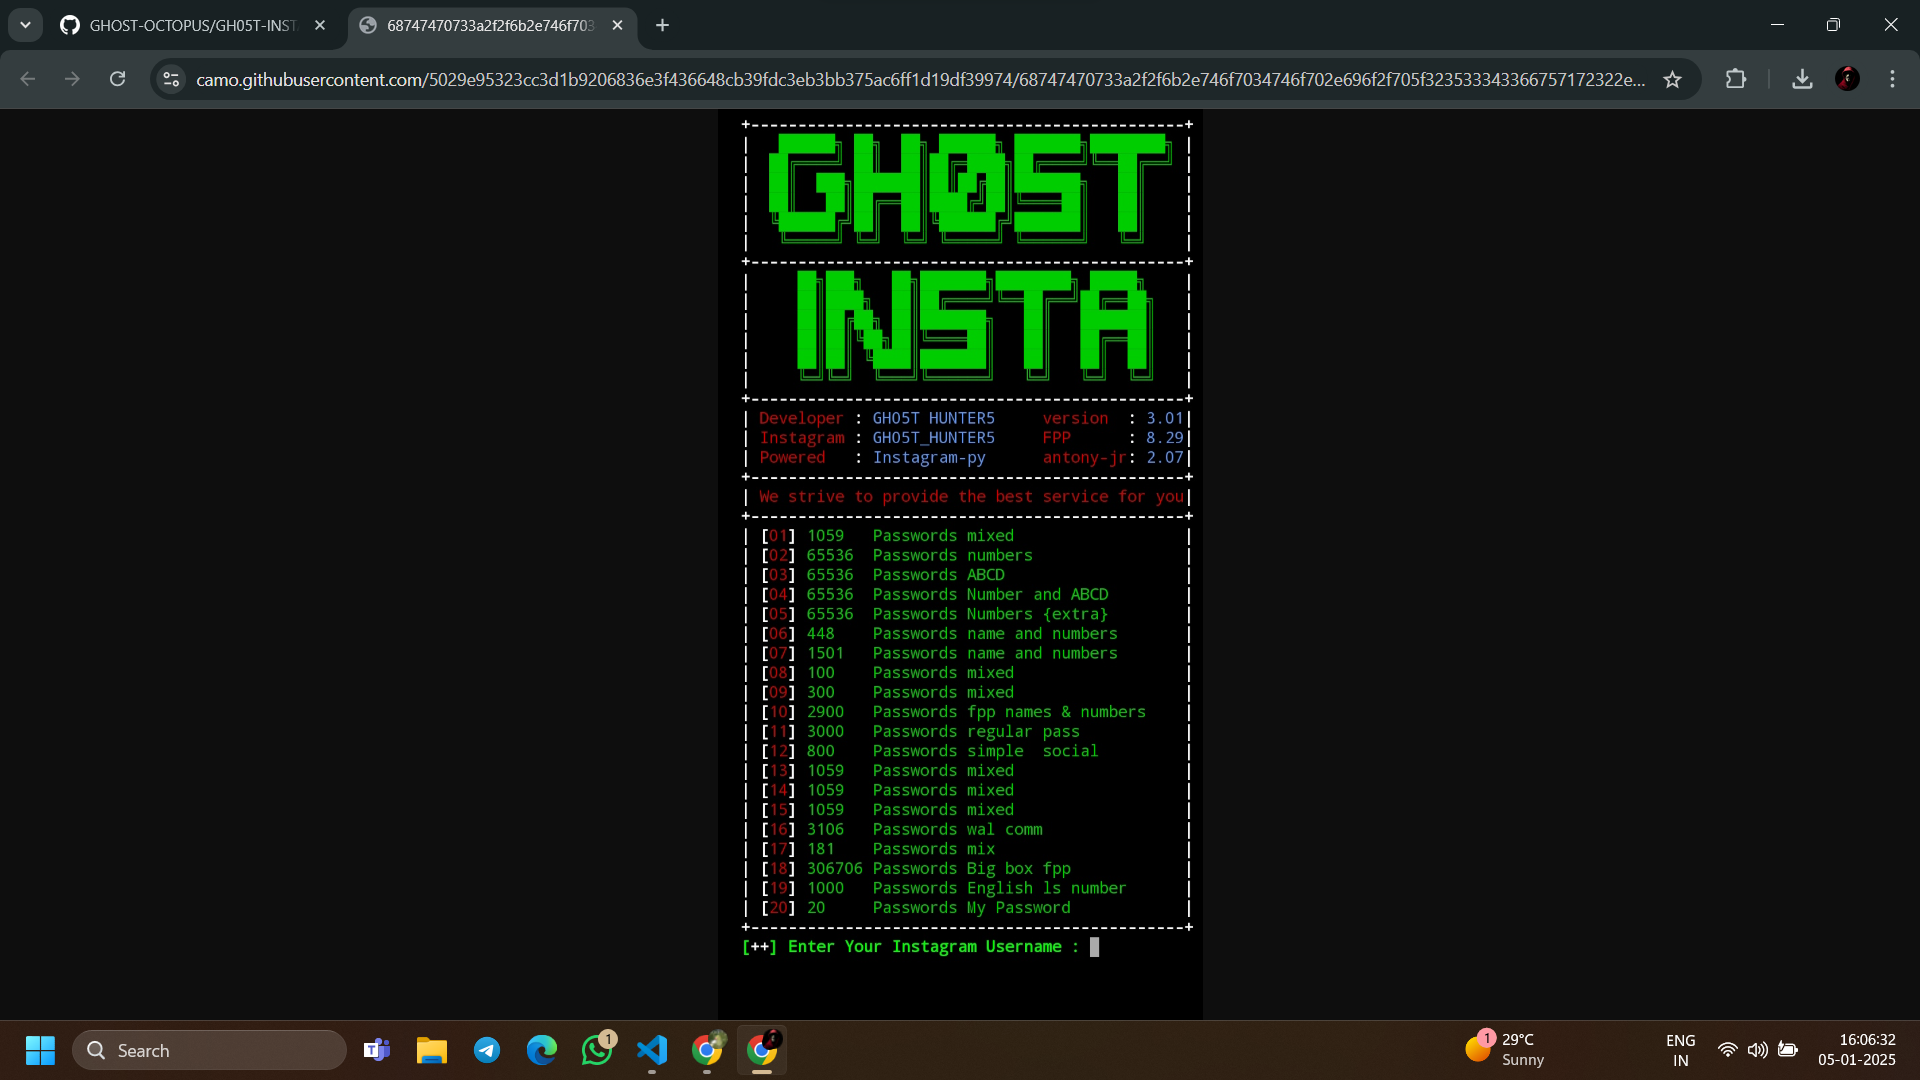 GHOST-OCTOPUS/GH05T-INST
68747470733a2f2f6b2e746f703
camo.githubusercontent.com/5029e95323cc3d1b9206836e3f436648cb39fdc3eb3bb375ac6ff1d19df39974/68747470733a2f2f6b2e746f7034746f702e696f2f705f323533343366757172322e...
GH0ST
INSTA
Developer : GHO5T HUNTER5 version : 3.01
Instagram : GHO5T_HUNTER5 FPP : 8.29
Powered : Instagram-py antony-jr: 2.07
We strive to provide the best service for you
[01] 1059 Passwords mixed
[02] 65536 Passwords numbers
[03] 65536 Passwords ABCD
[04] 65536 Passwords Number and ABCD
[05] 65536 Passwords Numbers {extra}
[06] 448 Passwords name and numbers
[07] 1501 Passwords name and numbers
[08] 100 Passwords mixed
[09] 300 Passwords mixed
[10] 2900 Passwords fpp names & numbers
[11] 3000 Passwords regular pass
[12] 800 Passwords simple social
[13] 1059 Passwords mixed
[14] 1059 Passwords mixed
[15] 1059 Passwords mixed
[16] 3106 Passwords wal comm
[17] 181 Passwords mix
[18] 306706 Passwords Big box fpp
[19] 1000 Passwords English ls number
[20] 20 Passwords My Password
[++] Enter Your Instagram Username :
Search
1
1
29°C
Sunny
ENG
IN
16:06:32
05-01-2025